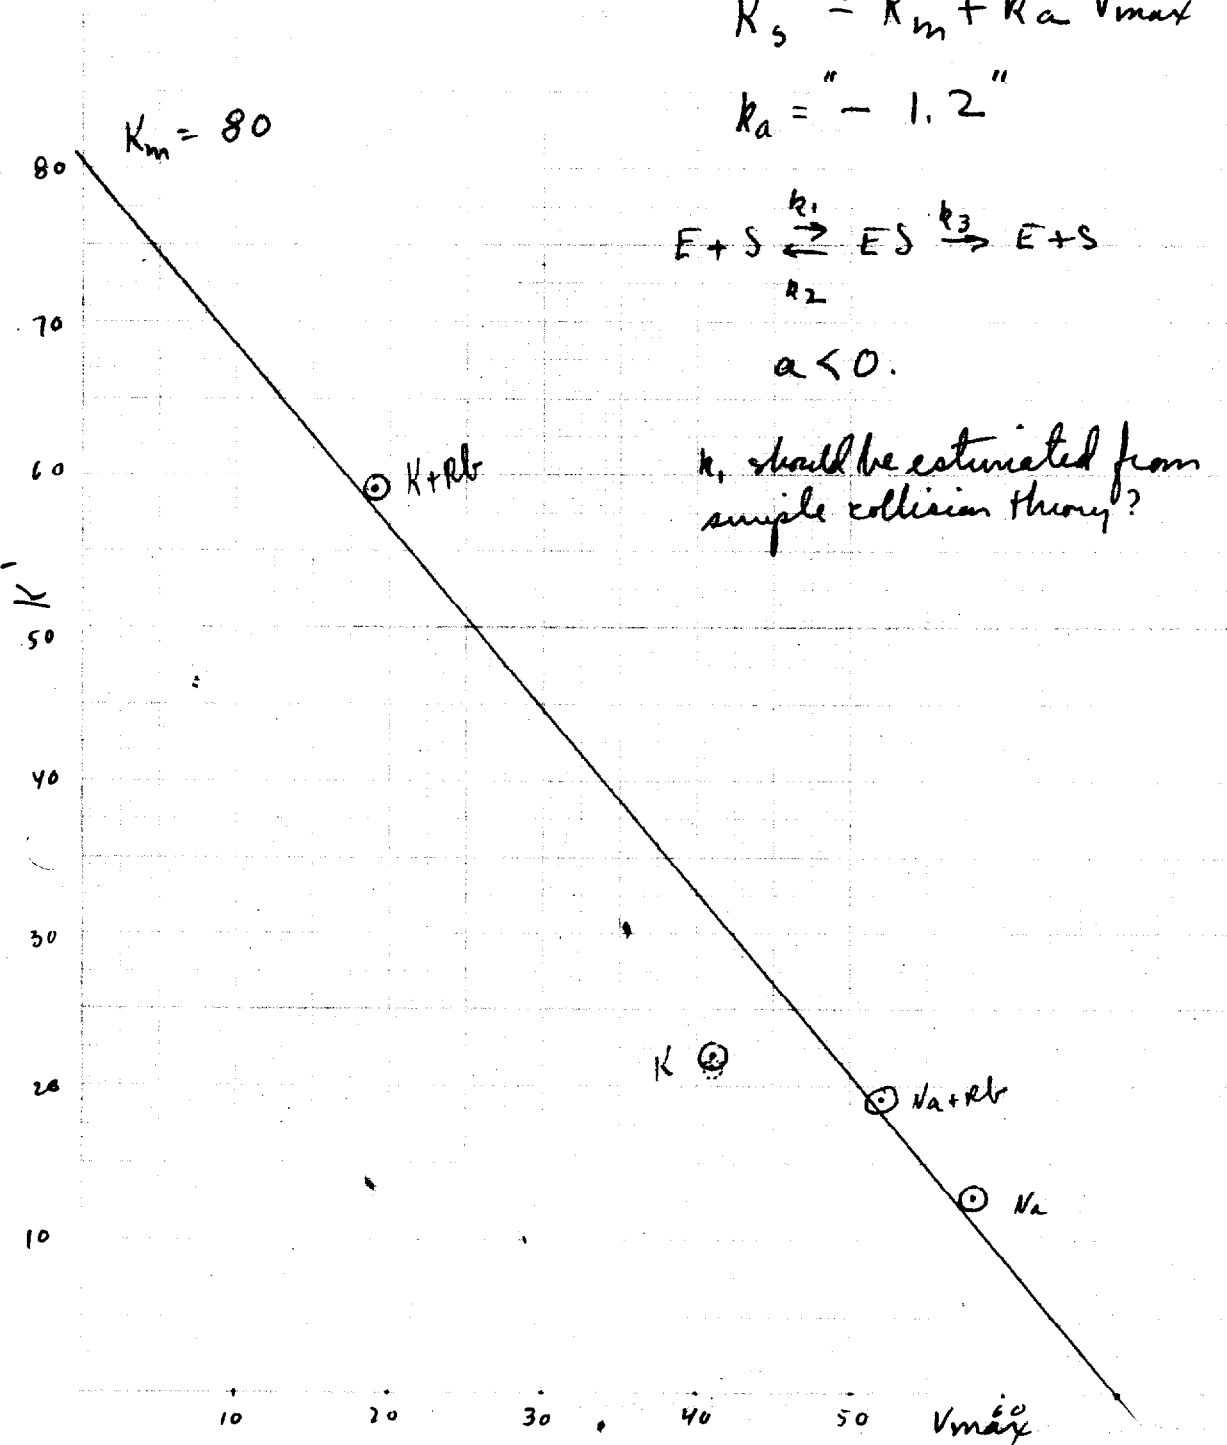 Ks = Km + ka Vmax
ka = "- 1.2"
Km = 80
80
E + S k1 ⇌ k2 ES k3 → E+S
70
a < 0.
60
K+Rb
k1 should be estimated from
simple collision theory?
K'
50
40
30
K
20
Na+Rb
Na
10
10 20 30 40 50 60
Vmax